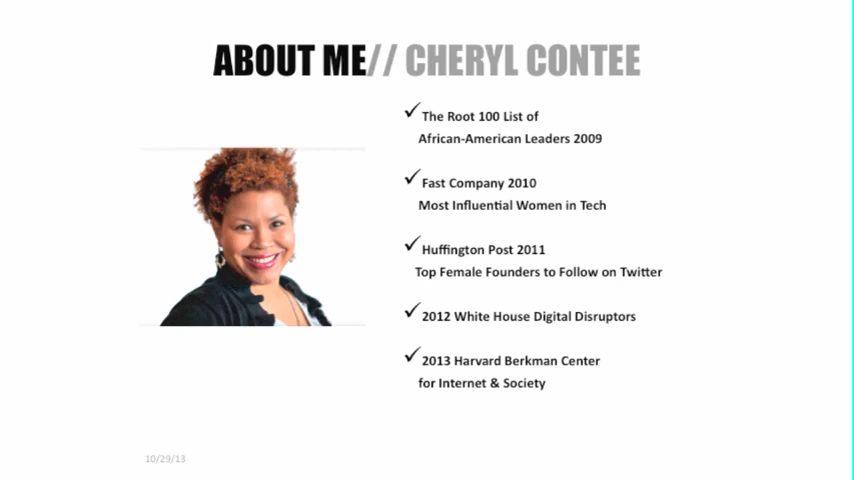 ABOUT ME// CHERYL CONTEE
✓ The Root 100 List of
African-American Leaders 2009
✓ Fast Company 2010
Most Influential Women in Tech
✓ Huffington Post 2011
Top Female Founders to Follow on Twitter
✓ 2012 White House Digital Disruptors
✓ 2013 Harvard Berkman Center
for Internet & Society
10/29/13